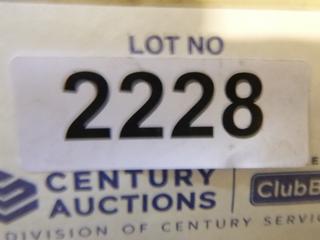 LOT NO
2228
CENTURY
AUCTIONS
DIVISION OF CENTURY